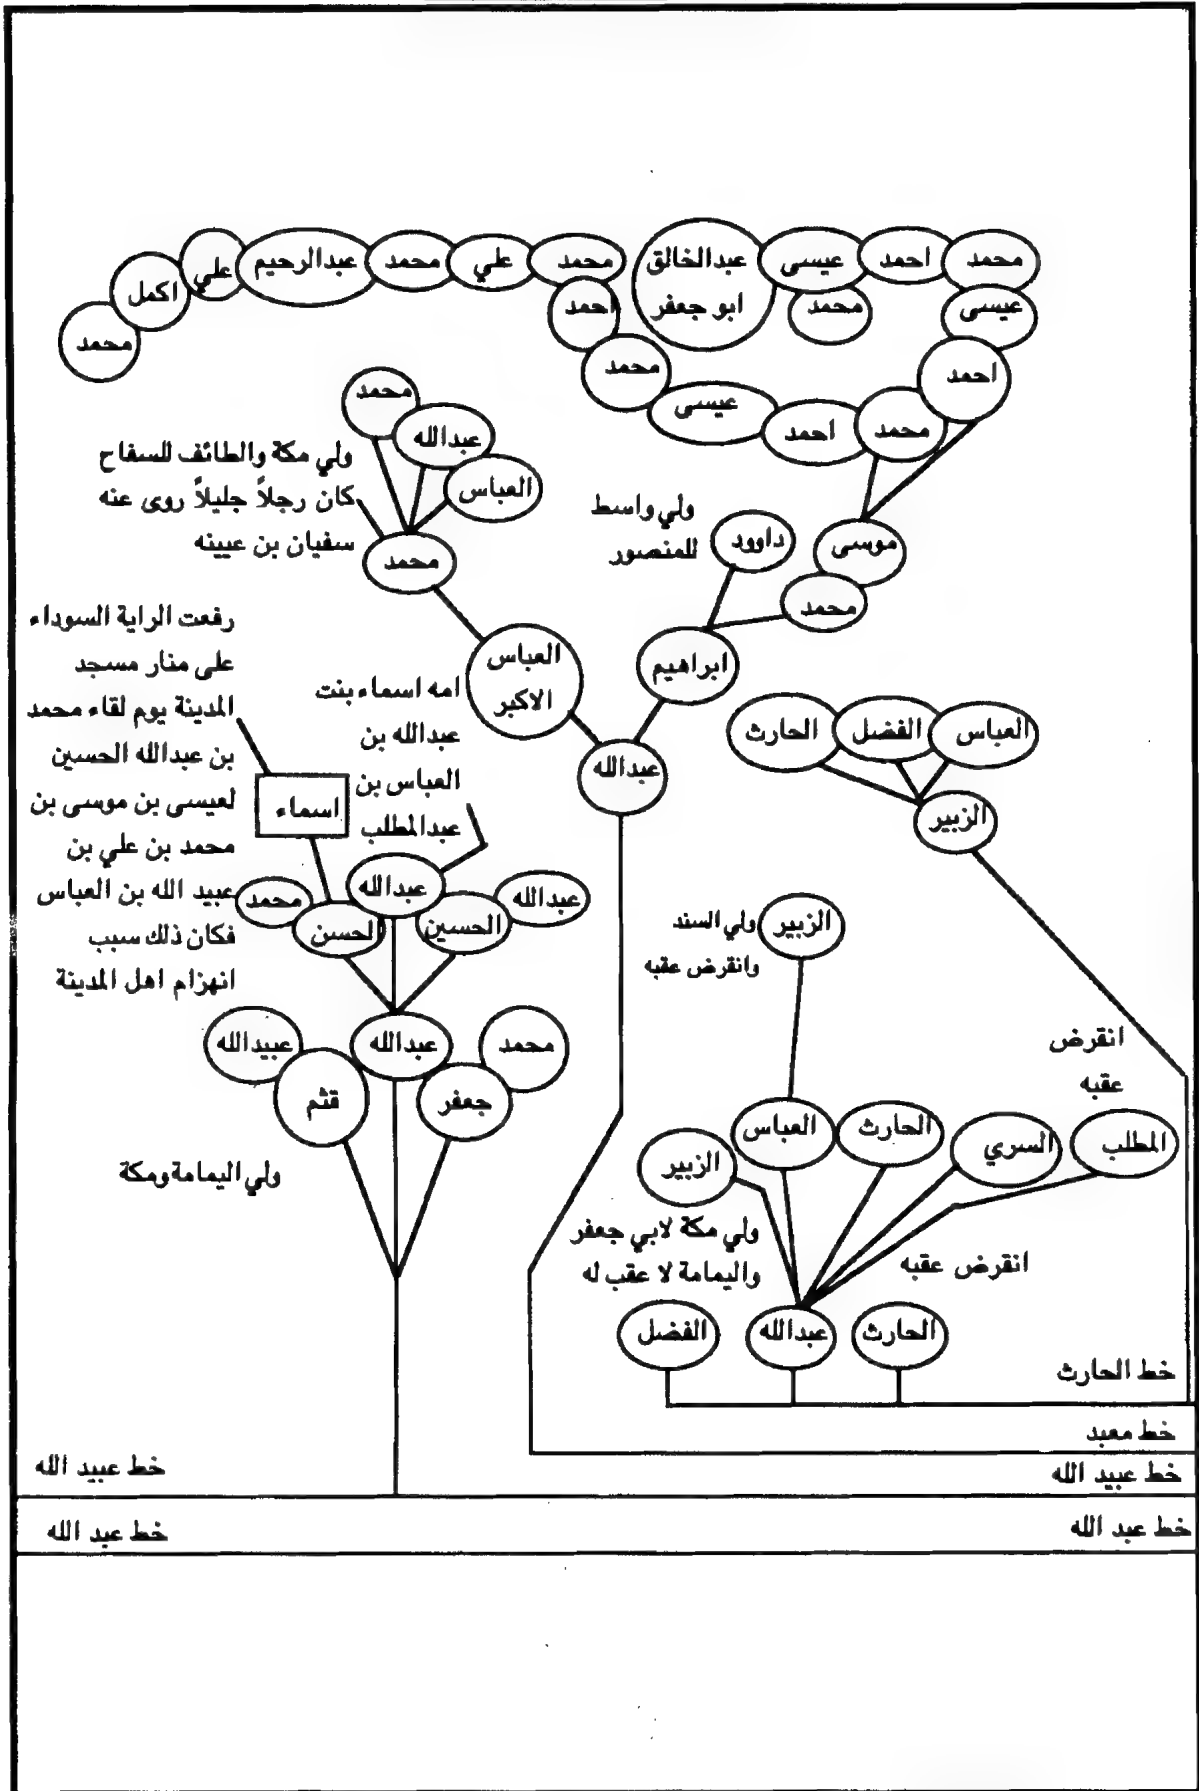 محمد
احمد
عيسى
عبدالخالق
ابو جعفر
محمد
علي
محمد
عبدالرحيم
علي
اكمل
محمد
عيسى
محمد
احمد
احمد
محمد
محمد
احمد
عيسى
محمد
عبدالله
العباس
ولي مكة والطائف للسفاح
كان رجلاً جليلاً روى عنه
سفيان بن عيينه
محمد
موسى
محمد
داوود
ولي واسط
للمنصور
ابراهيم
العباس
الاكبر
عبدالله
العباس
الفضل
الحارث
الزبير
امه اسماء بنت
عبدالله بن
العباس بن
عبدالمطلب
رفعت الراية السوداء
على منار مسجد
المدينة يوم لقاء محمد
بن عبدالله الحسين
لعيسى بن موسى بن
محمد بن علي بن
عبيد الله بن العباس
فكان ذلك سبب
انهزام اهل المدينة
اسماء
عبدالله
الحسين
عبدالله
الحسن
محمد
الزبير
ولي السند
وانقرض عقبه
محمد
جعفر
عبدالله
قثم
عبيدالله
ولي اليمامة ومكة
انقرض
عقبه
المطلب
السري
الحارث
العباس
الزبير
ولي مكة لابي جعفر
واليمامة لا عقب له
انقرض عقبه
الحارث
عبدالله
الفضل
خط الحارث
خط معبد
خط عبيد الله
خط عبيد الله
خط عبد الله
خط عبد الله